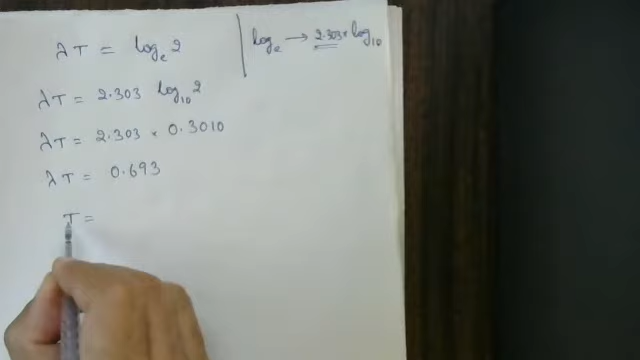 λT = logₑ2
logₑ → 2.303 × log₁₀
λT = 2.303 log₁₀2
λT = 2.303 × 0.3010
λT = 0.693
T =